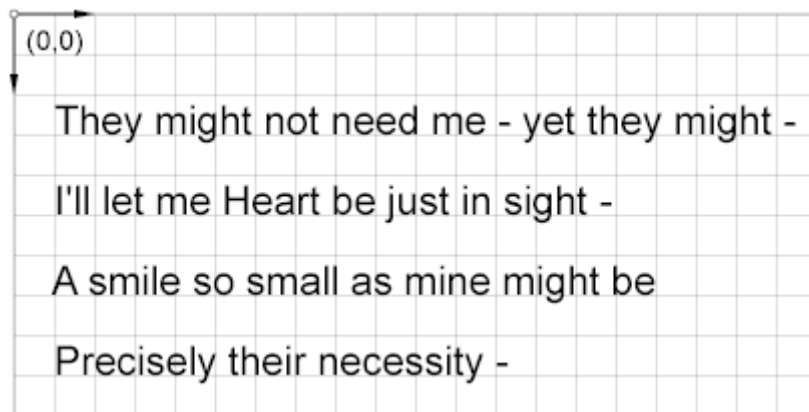 (0,0)
They might not need me - yet they might -
I'll let me Heart be just in sight -
A smile so small as mine might be
Precisely their necessity -